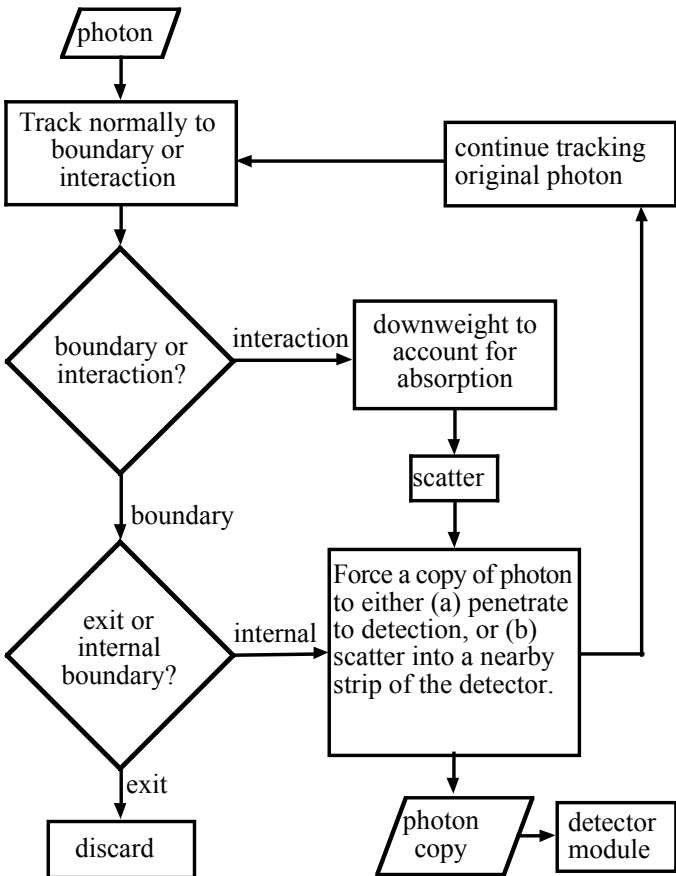 photon
Track normally to
boundary or
interaction
continue tracking
original photon
boundary or
interaction?
interaction
downweight to
account for
absorption
scatter
boundary
exit or
internal
boundary?
internal
Force a copy of photon
to either (a) penetrate
to detection, or (b)
scatter into a nearby
strip of the detector.
exit
discard
photon
copy
detector
module